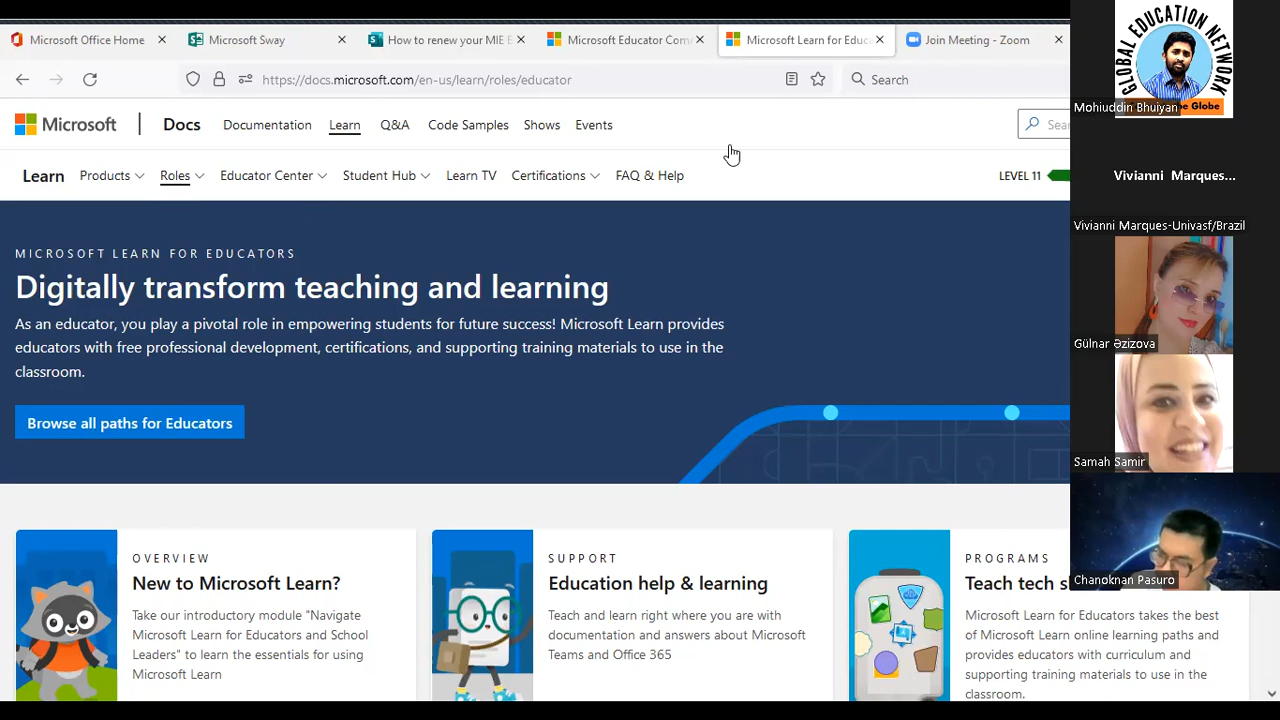 Microsoft Office Home
Microsoft Sway
How to renew your MIE E
Microsoft Educator Com
Microsoft Learn for Educ
Join Meeting - Zoom
https://docs.microsoft.com/en-us/learn/roles/educator
Search
Microsoft
Docs
Documentation
Learn
Q&A
Code Samples
Shows
Events
Sea
Learn
Products
Roles
Educator Center
Student Hub
Learn TV
Certifications
FAQ & Help
LEVEL 11
MICROSOFT LEARN FOR EDUCATORS
Digitally transform teaching and learning
As an educator, you play a pivotal role in empowering students for future success! Microsoft Learn provides
educators with free professional development, certifications, and supporting training materials to use in the
classroom.
Browse all paths for Educators
OVERVIEW
New to Microsoft Learn?
Take our introductory module "Navigate
Microsoft Learn for Educators and School
Leaders" to learn the essentials for using
Microsoft Learn
SUPPORT
Education help & learning
Teach and learn right where you are with
documentation and answers about Microsoft
Teams and Office 365
PROGRAMS
Teach tech s
Microsoft Learn for Educators takes the
best of Microsoft Learn online learning paths and
provides educators with curriculum and
supporting training materials to use in the
classroom.
GLOBAL EDUCATION NETWORK
Globe
Mohiuddin Bhuiyan
Vivianni Marques...
Vivianni Marques-Univasf/Brazil
Gülnar Əzizova
Samah Samir
Chanoknan Pasuro